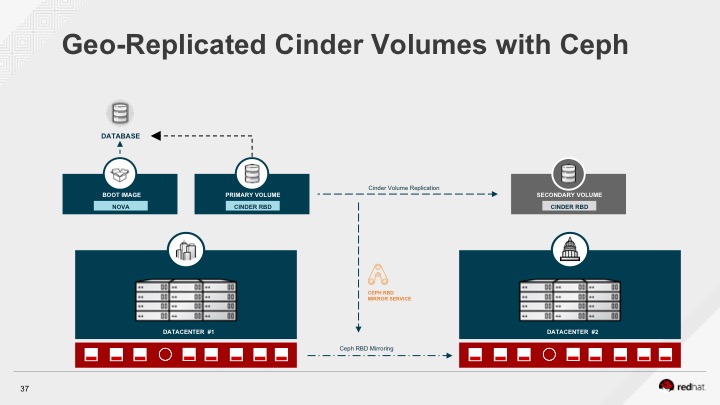 Geo-Replicated Cinder Volumes with Ceph
DATABASE
BOOT IMAGE
NOVA
PRIMARY VOLUME
CINDER RBD
Cinder Volume Replication
SECONDARY VOLUME
CINDER RBD
CEPH RBD
MIRROR SERVICE
DATACENTER #1
DATACENTER #2
Ceph RBD Mirroring
37
redhat.